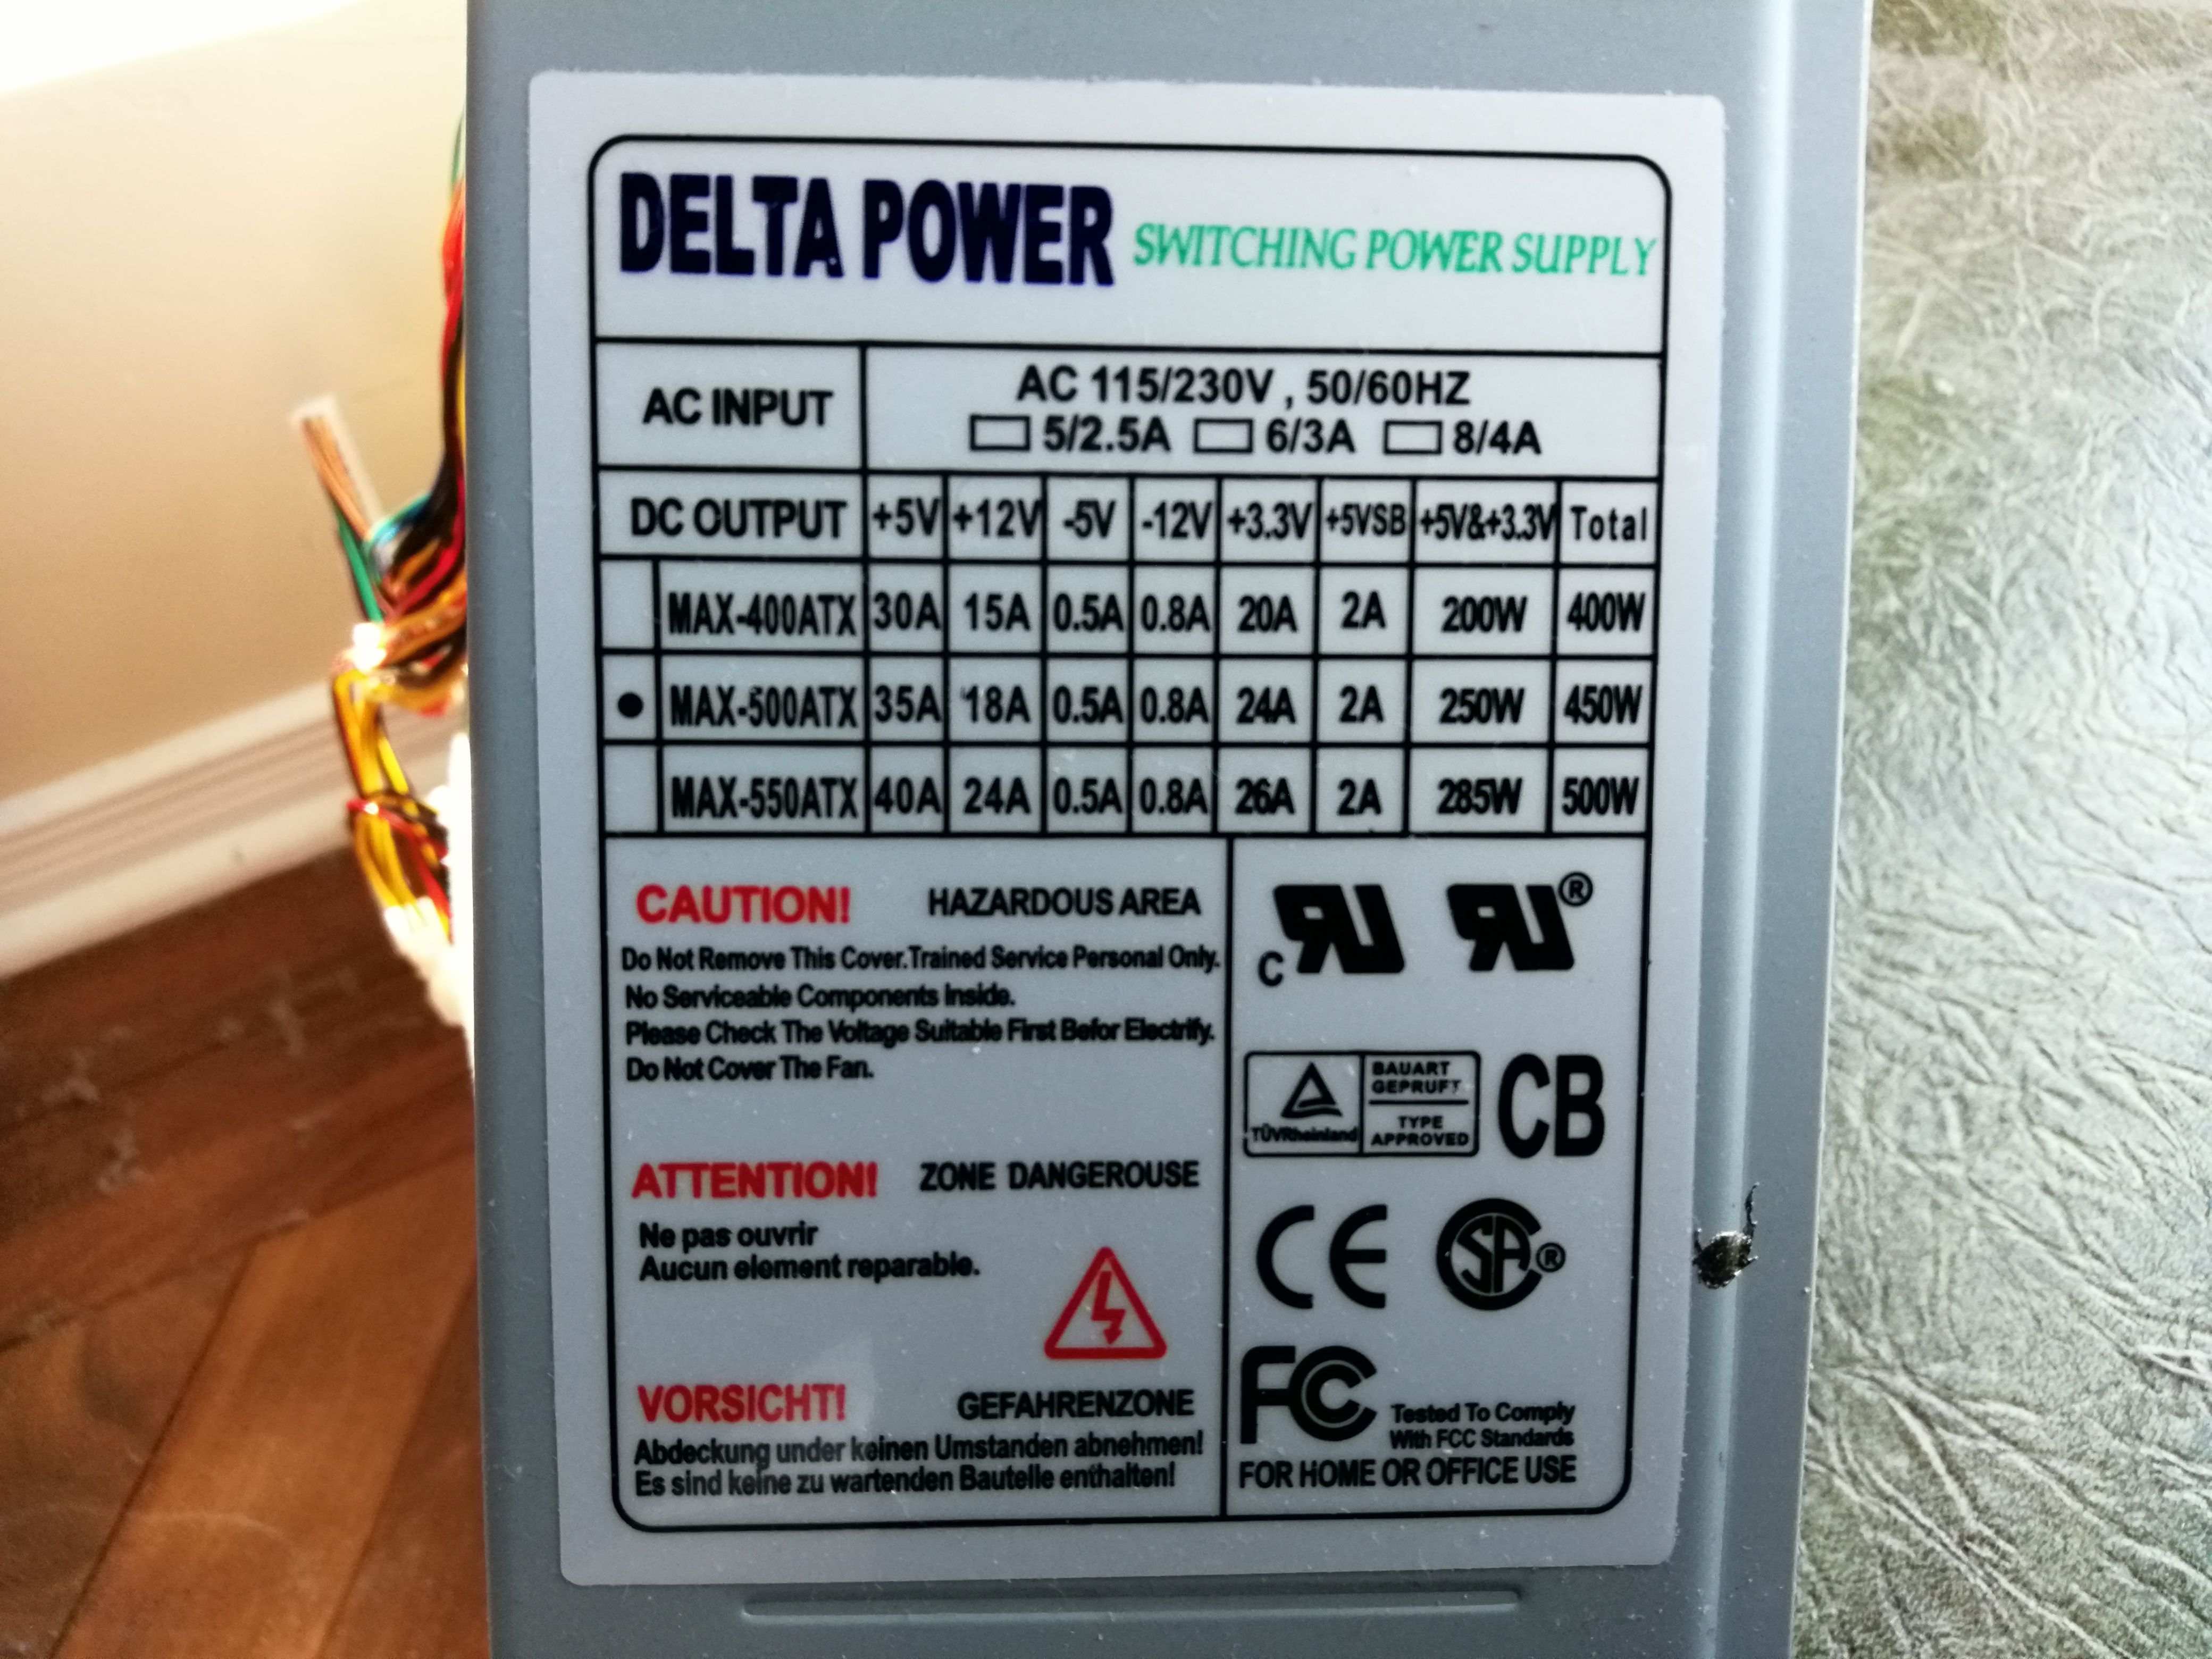 DELTA POWER SWITCHING POWER SUPPLY
AC INPUT AC 115/230V , 50/60HZ
5/2.5A 6/3A 8/4A
DC OUTPUT +5V +12V -5V -12V +3.3V +5VSB +5V&+3.3V Total
MAX-400ATX 30A 15A 0.5A 0.8A 20A 2A 200W 400W
● MAX-500ATX 35A 18A 0.5A 0.8A 24A 2A 250W 450W
MAX-550ATX 40A 24A 0.5A 0.8A 26A 2A 285W 500W
CAUTION! HAZARDOUS AREA
Do Not Remove This Cover.Trained Service Personal Only.
No Serviceable Components Inside.
Please Check The Voltage Suitable First Befor Electrify.
Do Not Cover The Fan.
ATTENTION! ZONE DANGEROUSE
Ne pas ouvrir
Aucun element reparable.
VORSICHT! GEFAHRENZONE
Abdeckung under keinen Umstanden abnehmen!
Es sind keine zu wartenden Bauteile enthalten!
c RU RU ®
TÜVRheinland
BAUART
GEPRUFT
TYPE
APPROVED
CB
CE SA ®
FC Tested To Comply
With FCC Standards
FOR HOME OR OFFICE USE